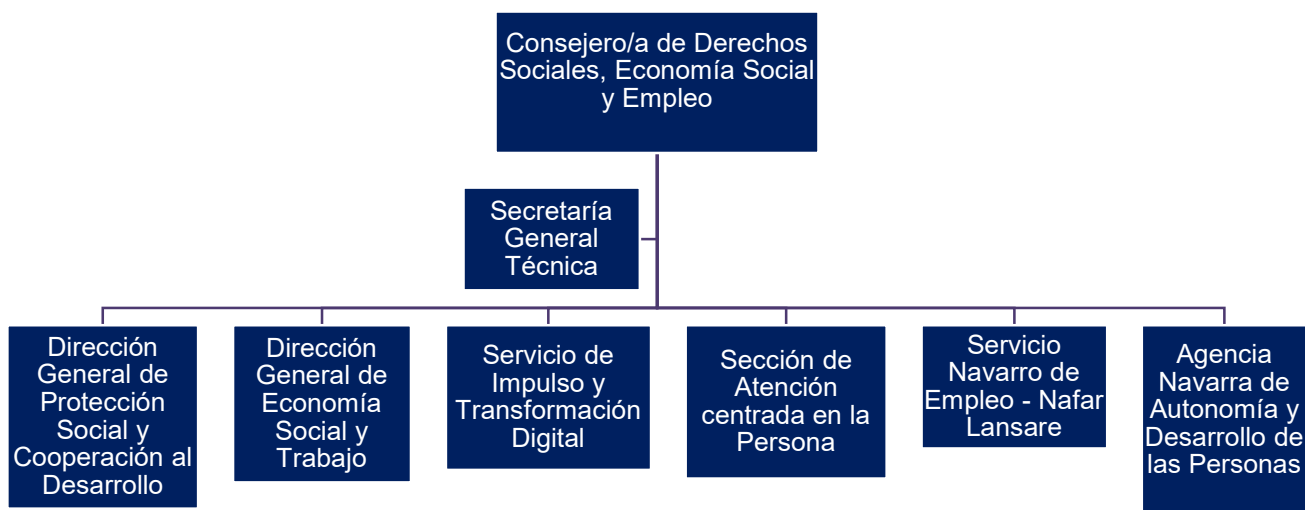 Consejero/a de Derechos
Sociales, Economía Social
y Empleo
Secretaría
General
Técnica
Dirección
General de
Protección
Social y
Cooperación al
Desarrollo
Dirección
General de
Economía
Social y
Trabajo
Servicio de
Impulso y
Transformación
Digital
Sección de
Atención
centrada en la
Persona
Servicio
Navarro de
Empleo - Nafar
Lansare
Agencia
Navarra de
Autonomía y
Desarrollo de
las Personas